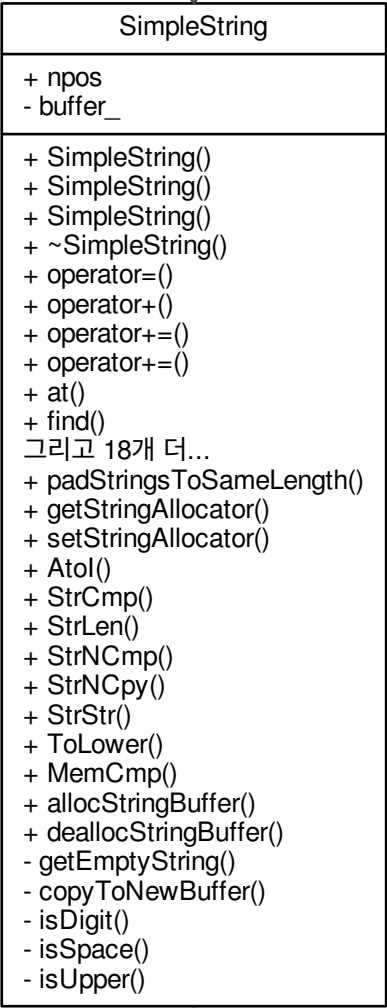 SimpleString
+ npos
- buffer_
+ SimpleString()
+ SimpleString()
+ SimpleString()
+ ~SimpleString()
+ operator=()
+ operator+()
+ operator+=()
+ operator+=()
+ at()
+ find()
그리고 18개 더...
+ padStringsToSameLength()
+ getStringAllocator()
+ setStringAllocator()
+ AtoI()
+ StrCmp()
+ StrLen()
+ StrNCmp()
+ StrNCpy()
+ StrStr()
+ ToLower()
+ MemCmp()
+ allocStringBuffer()
+ deallocStringBuffer()
- getEmptyString()
- copyToNewBuffer()
- isDigit()
- isSpace()
- isUpper()